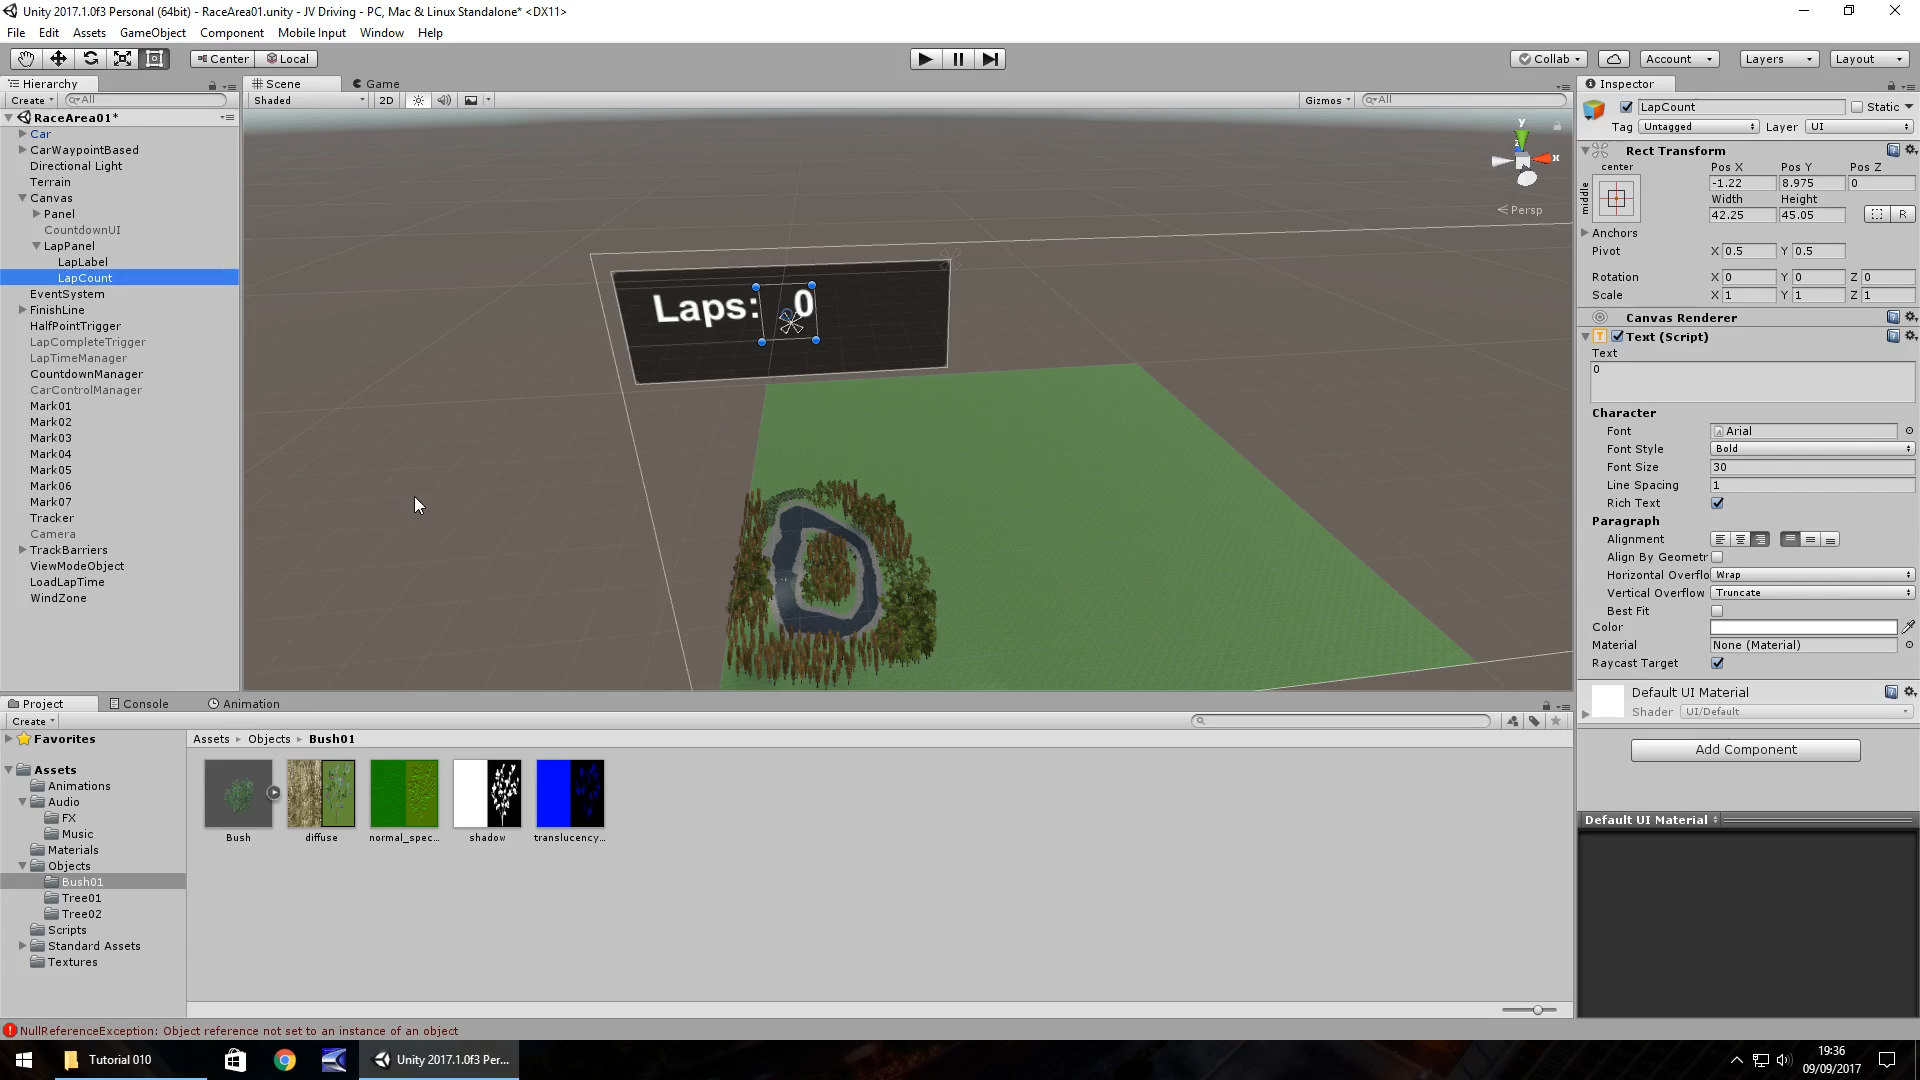 Unity 2017.1.0f3 Personal (64bit) - RaceArea01.unity - JV Driving - PC, Mac & Linux Standalone* <DX11>
File Edit Assets GameObject Component Mobile Input Window Help
Center Local Collab Account Layers Layout
Hierarchy
Create All
RaceArea01*
Car
CarWaypointBased
Directional Light
Terrain
Canvas
Panel
CountdownUI
LapPanel
LapLabel
LapCount
EventSystem
FinishLine
HalfPointTrigger
LapCompleteTrigger
LapTimeManager
CountdownManager
CarControlManager
Mark01
Mark02
Mark03
Mark04
Mark05
Mark06
Mark07
Tracker
Camera
TrackBarriers
ViewModeObject
LoadLapTime
WindZone
Scene Game
Shaded 2D Gizmos All
y
z
x
Persp
Laps: 0
Inspector
LapCount Static
Tag Untagged Layer UI
Rect Transform
center
middle
Pos X Pos Y Pos Z
-1.22 8.975 0
Width Height
42.25 45.05 R
Anchors
Pivot X 0.5 Y 0.5
Rotation X 0 Y 0 Z 0
Scale X 1 Y 1 Z 1
Canvas Renderer
Text (Script)
Text
0
Character
Font Arial
Font Style Bold
Font Size 30
Line Spacing 1
Rich Text
Paragraph
Alignment
Align By Geometr
Horizontal Overflo Wrap
Vertical Overflow Truncate
Best Fit
Color
Material None (Material)
Raycast Target
Default UI Material
Shader UI/Default
Add Component
Default UI Material
Project Console Animation
Create
Favorites
Assets
Animations
Audio
FX
Music
Materials
Objects
Bush01
Tree01
Tree02
Scripts
Standard Assets
Textures
Assets Objects Bush01
Bush diffuse normal_spec... shadow translucency...
NullReferenceException: Object reference not set to an instance of an object
Tutorial 010
Unity 2017.1.0f3 Per...
19:36
09/09/2017